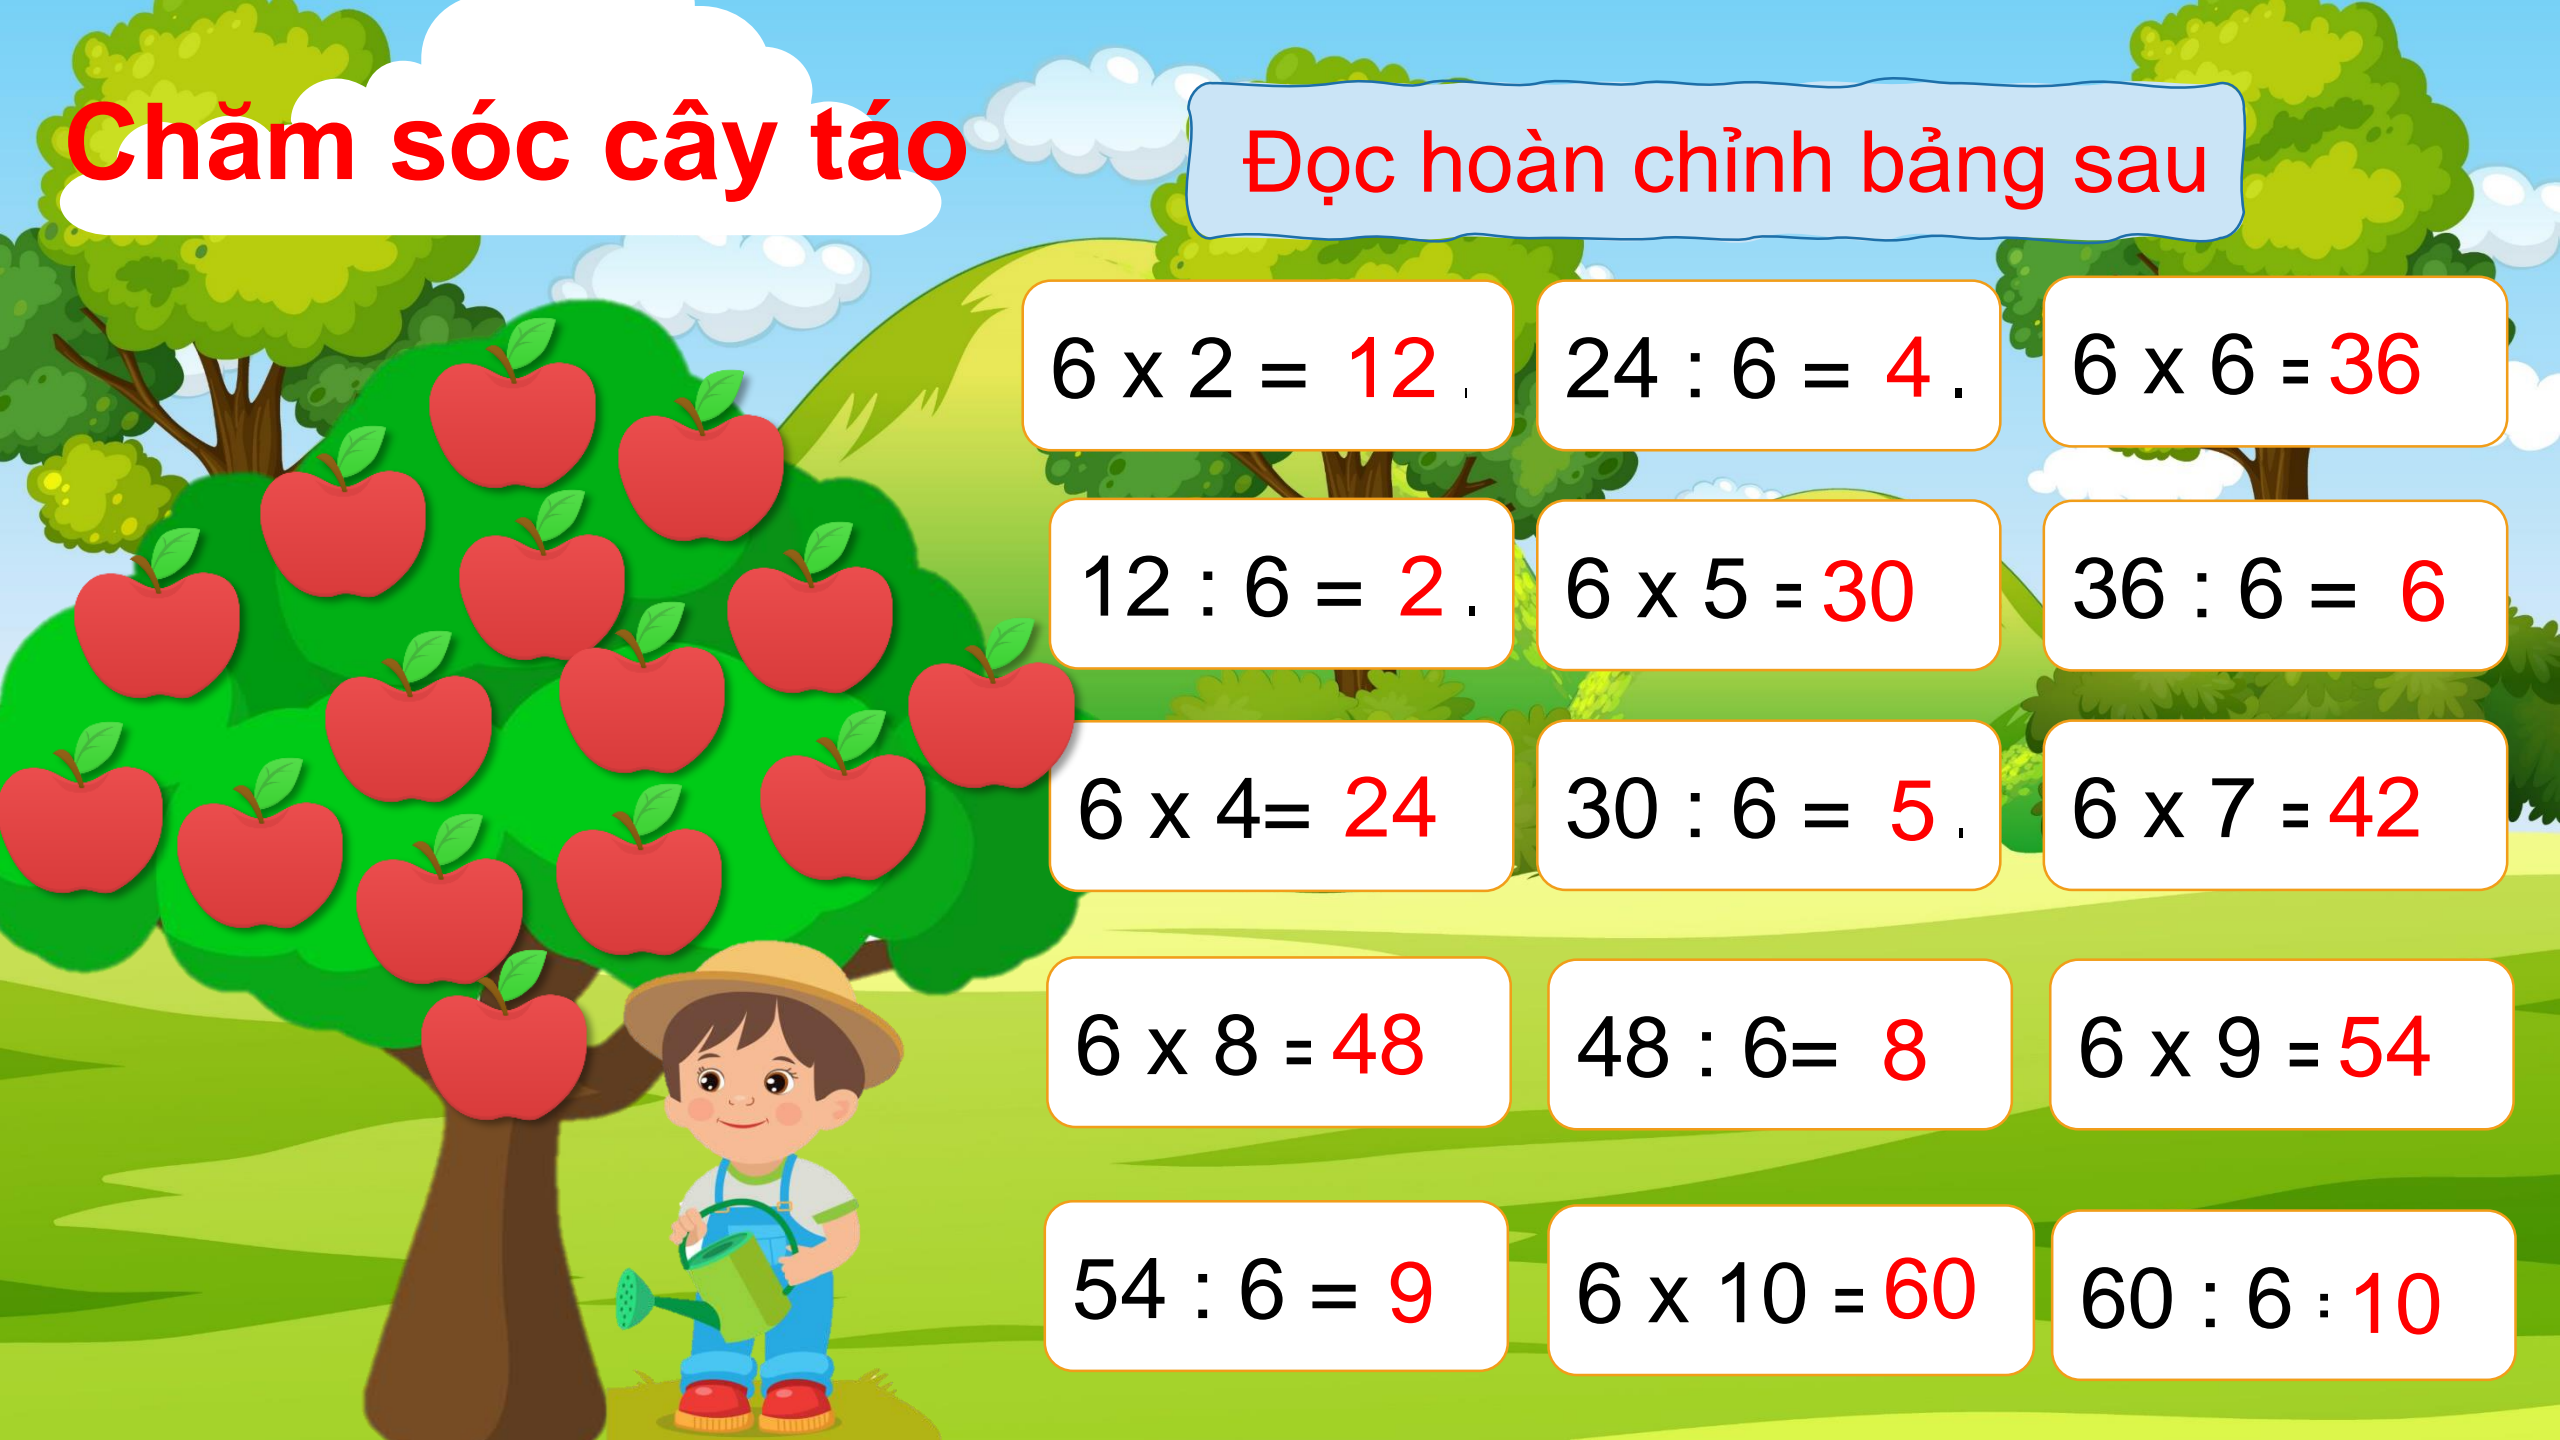 Chăm sóc cây táo
Đọc hoàn chỉnh bảng sau
6 x 2 = 12 .
24 : 6 = 4 .
6 x 6 = 36
12 : 6 = 2 .
6 x 5 = 30
36 : 6 = 6
6 x 4= 24
30 : 6 = 5 .
6 x 7 = 42
6 x 8 = 48
48 : 6= 8
6 x 9 = 54
54 : 6 = 9
6 x 10 = 60
60 : 6 = 10